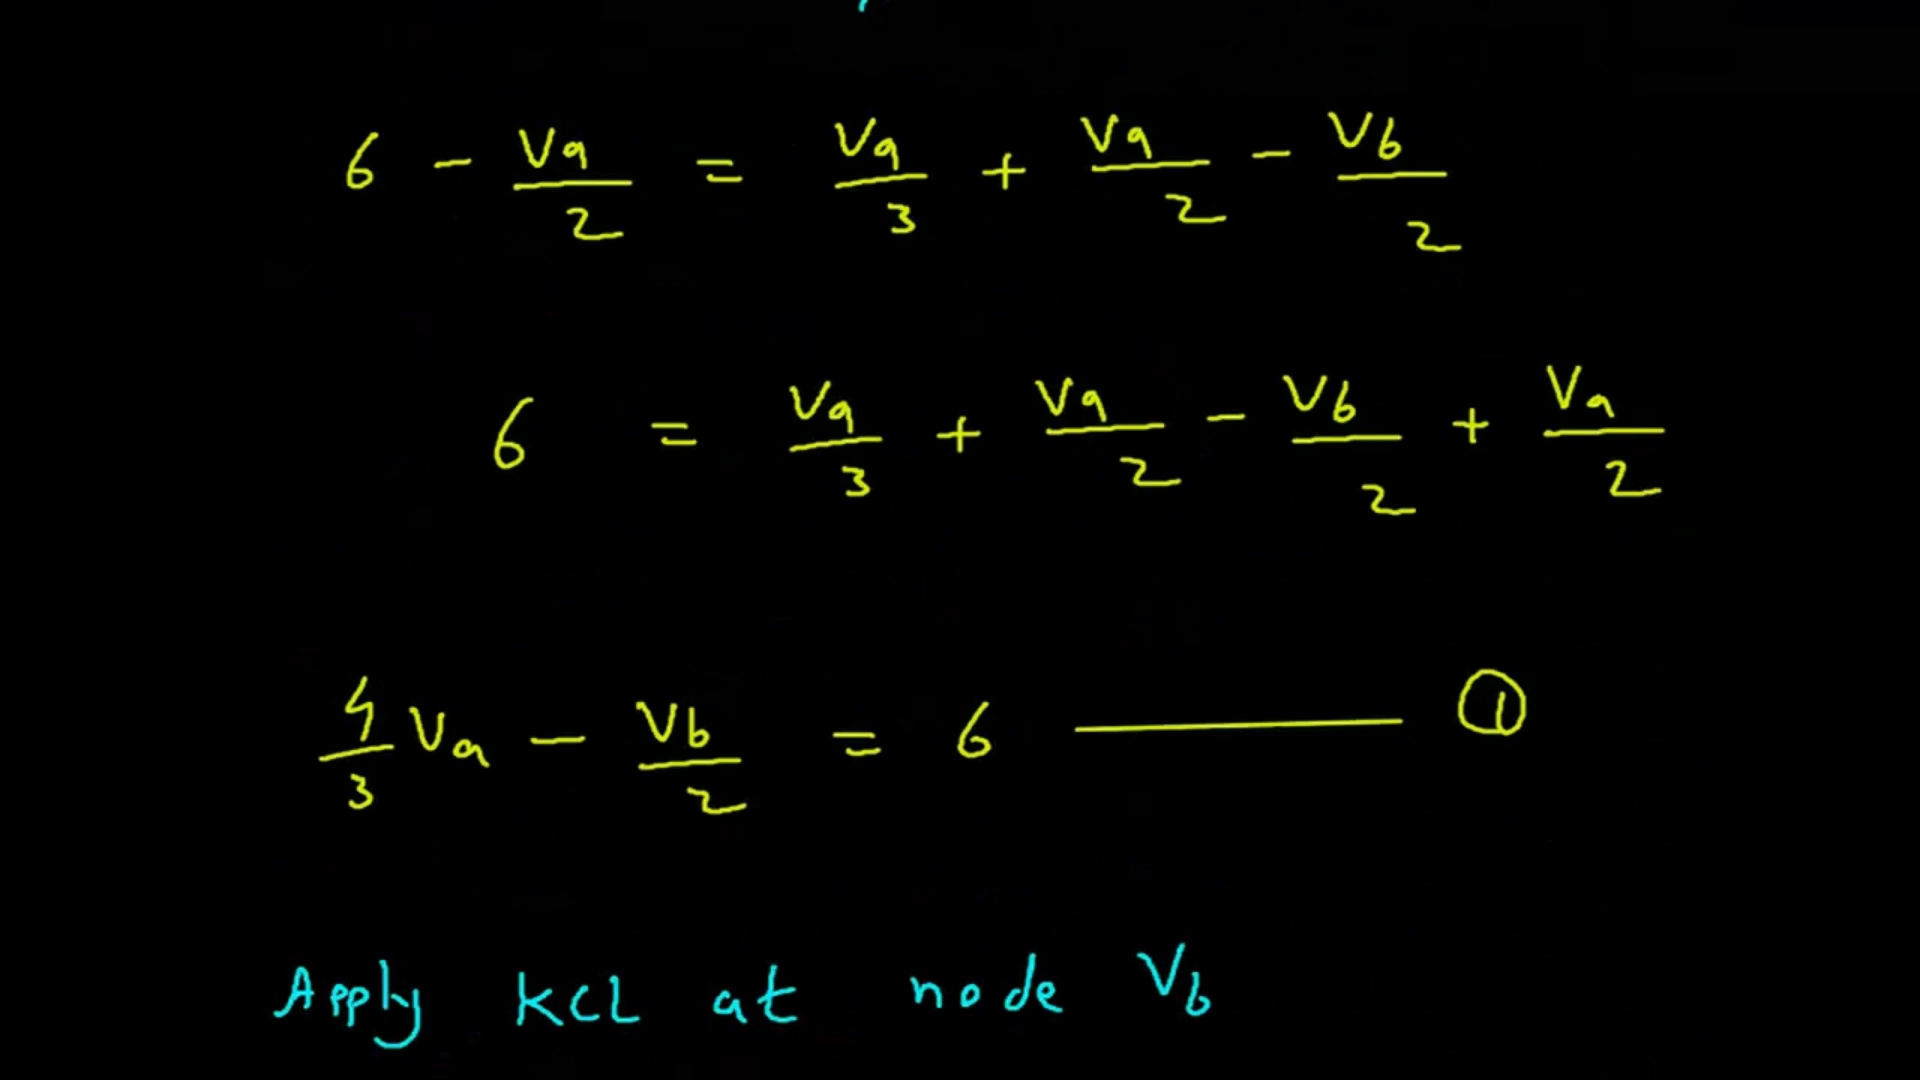 6 - Va/2 = Va/3 + Va/2 - Vb/2
6 = Va/3 + Va/2 - Vb/2 + Va/2
4/3 Va - Vb/2 = 6 ——— ①
Apply KCL at node Vb